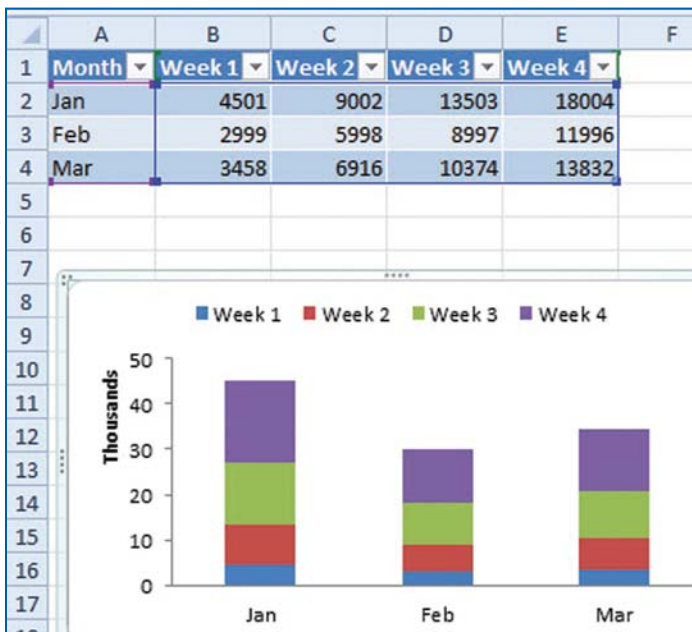 A B C D E F
1 Month Week 1 Week 2 Week 3 Week 4
2 Jan 4501 9002 13503 18004
3 Feb 2999 5998 8997 11996
4 Mar 3458 6916 10374 13832
5
6
7
8 Week 1 Week 2 Week 3 Week 4
9
10 50
11 40
12 30
13 20
14 10
15 0
16
17
Thousands
Jan Feb Mar